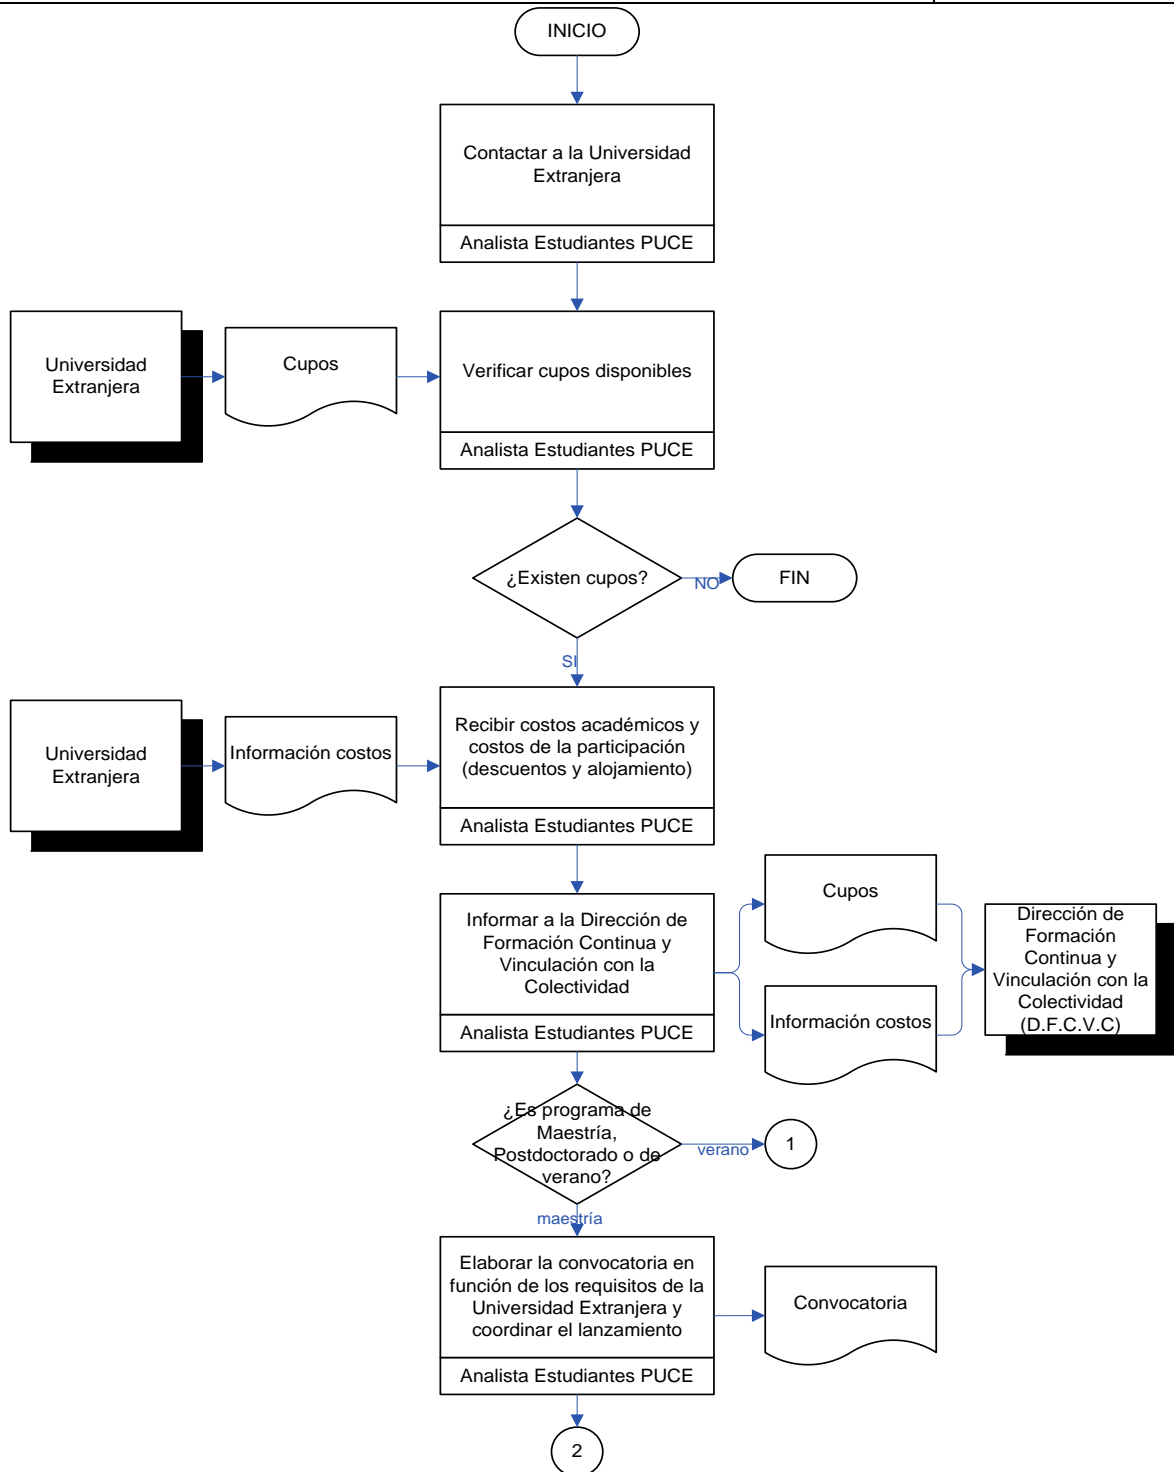 INICIO
Contactar a la Universidad
Extranjera
Analista Estudiantes PUCE
Universidad
Extranjera
Cupos
Verificar cupos disponibles
Analista Estudiantes PUCE
¿Existen cupos?
NO
FIN
SI
Universidad
Extranjera
Información costos
Recibir costos académicos y
costos de la participación
(descuentos y alojamiento)
Analista Estudiantes PUCE
Informar a la Dirección de
Formación Continua y
Vinculación con la
Colectividad
Analista Estudiantes PUCE
Cupos
Información costos
Dirección de
Formación
Continua y
Vinculación con la
Colectividad
(D.F.C.V.C)
¿Es programa de
Maestría,
Postdoctorado o de
verano?
verano
1
maestría
Elaborar la convocatoria en
función de los requisitos de la
Universidad Extranjera y
coordinar el lanzamiento
Analista Estudiantes PUCE
Convocatoria
2